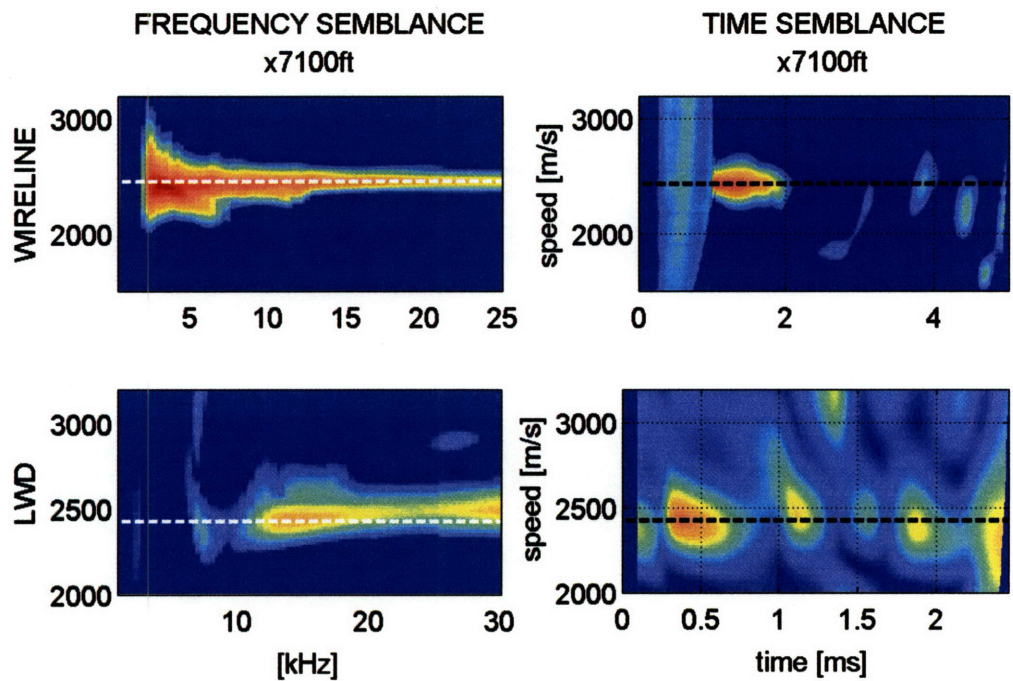 FREQUENCY SEMBLANCE
x7100ft
TIME SEMBLANCE
x7100ft
WIRELINE
3000
2000
5 10 15 20 25
speed [m/s]
3000
2000
0 2 4
LWD
3000
2500
2000
10 20 30
[kHz]
speed [m/s]
3000
2500
2000
0 0.5 1 1.5 2
time [ms]